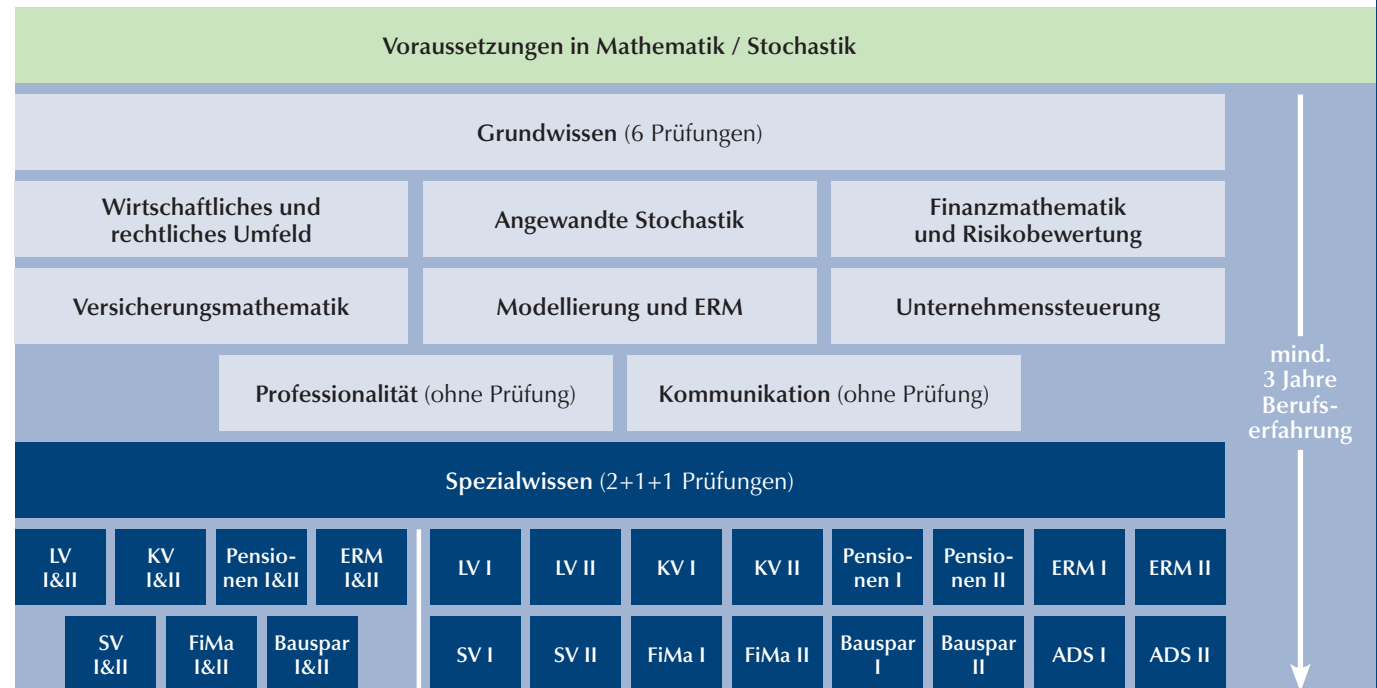 Voraussetzungen in Mathematik / Stochastik
Grundwissen (6 Prüfungen)
Wirtschaftliches und
rechtliches Umfeld
Angewandte Stochastik
Finanzmathematik
und Risikobewertung
Versicherungsmathematik
Modellierung und ERM
Unternehmenssteuerung
Professionalität (ohne Prüfung)
Kommunikation (ohne Prüfung)
mind.
3 Jahre
Berufs-
erfahrung
Spezialwissen (2+1+1 Prüfungen)
LV
I&II
KV
I&II
Pensio-
nen I&II
ERM
I&II
LV I
LV II
KV I
KV II
Pensio-
nen I
Pensio-
nen II
ERM I
ERM II
SV
I&II
FiMa
I&II
Bauspar
I&II
SV I
SV II
FiMa I
FiMa II
Bauspar
I
Bauspar
II
ADS I
ADS II